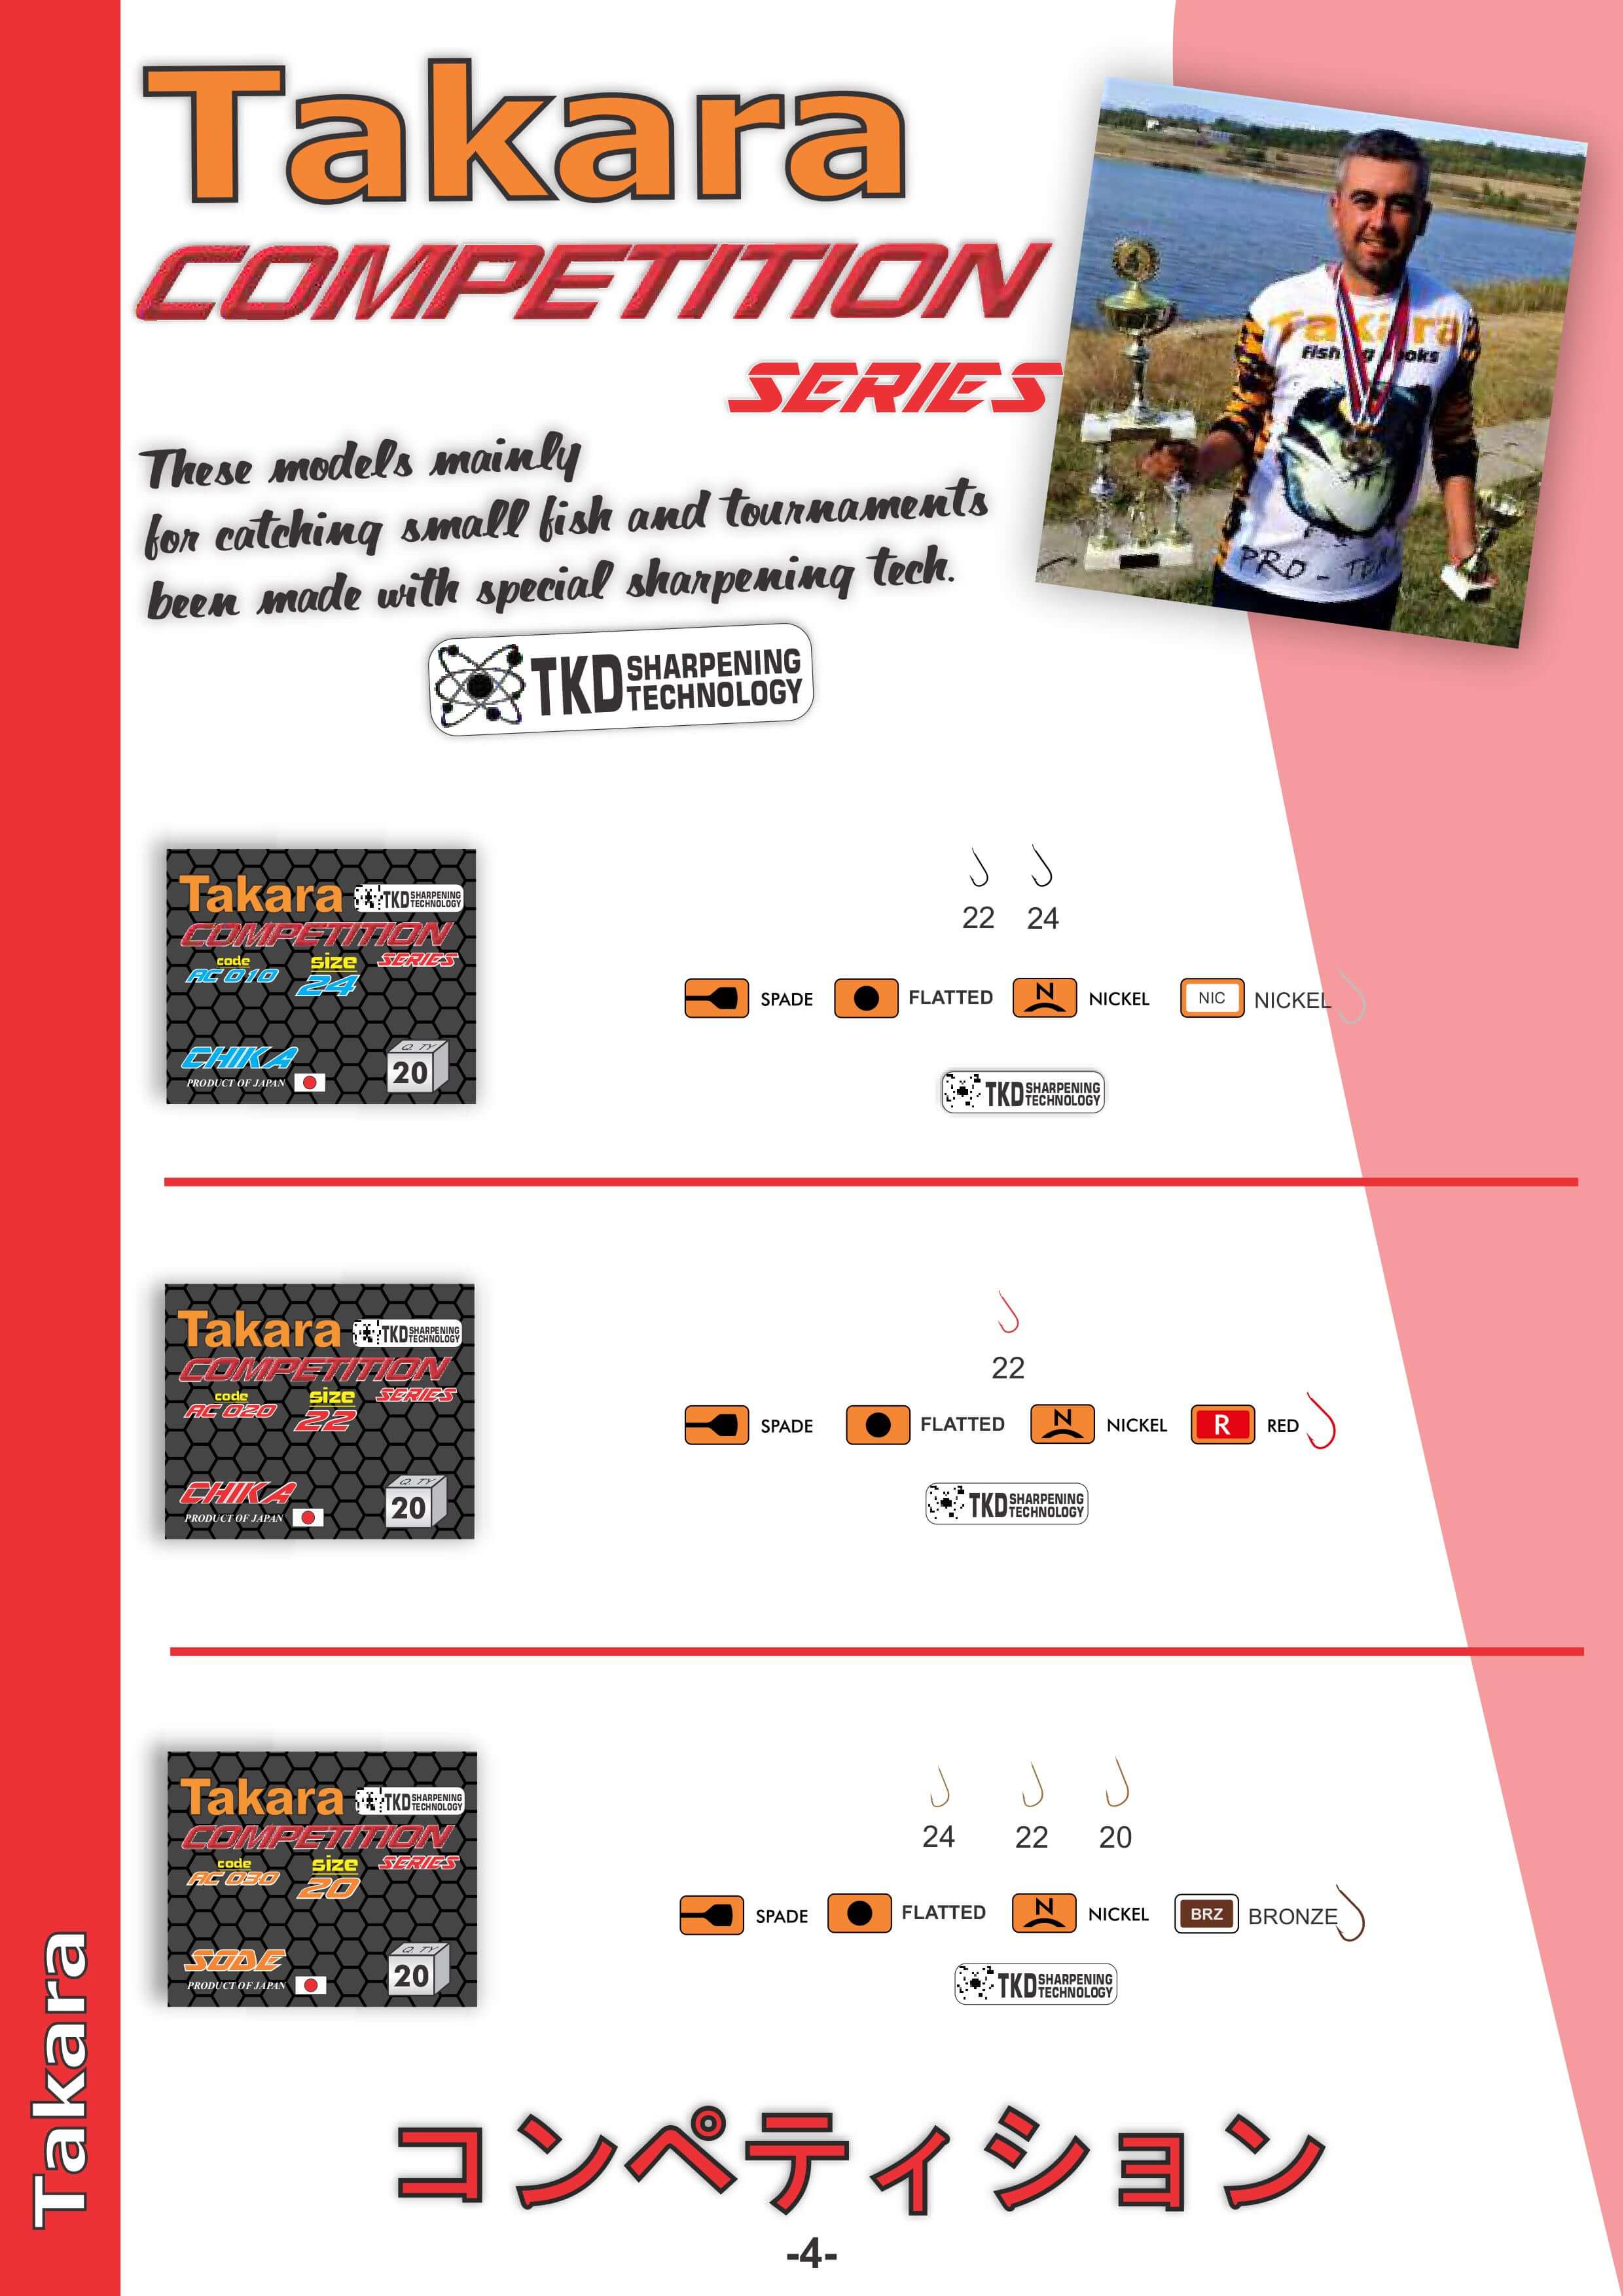 Takara
COMPETITION
SERIES
These models mainly
for catching small fish and tournaments
been made with special sharpening tech.
TKD SHARPENING
TECHNOLOGY
Takara
Fish g ooks
PRO - TEA
Takara TKD SHARPENING
TECHNOLOGY
COMPETITION
code size SERIES
AC 010 24
CHIKA
PRODUCT OF JAPAN
Q. TY
20
22 24
SPADE FLATTED N NICKEL NIC NICKEL
TKD SHARPENING
TECHNOLOGY
Takara TKD SHARPENING
TECHNOLOGY
COMPETITION
code size SERIES
AC 020 22
CHIKA
PRODUCT OF JAPAN
Q. TY
20
22
SPADE FLATTED N NICKEL R RED
TKD SHARPENING
TECHNOLOGY
Takara TKD SHARPENING
TECHNOLOGY
COMPETITION
code size SERIES
AC 030 20
SODE
PRODUCT OF JAPAN
Q. TY
20
24 22 20
SPADE FLATTED N NICKEL BRZ BRONZE
TKD SHARPENING
TECHNOLOGY
Takara
コンペティション
-4-